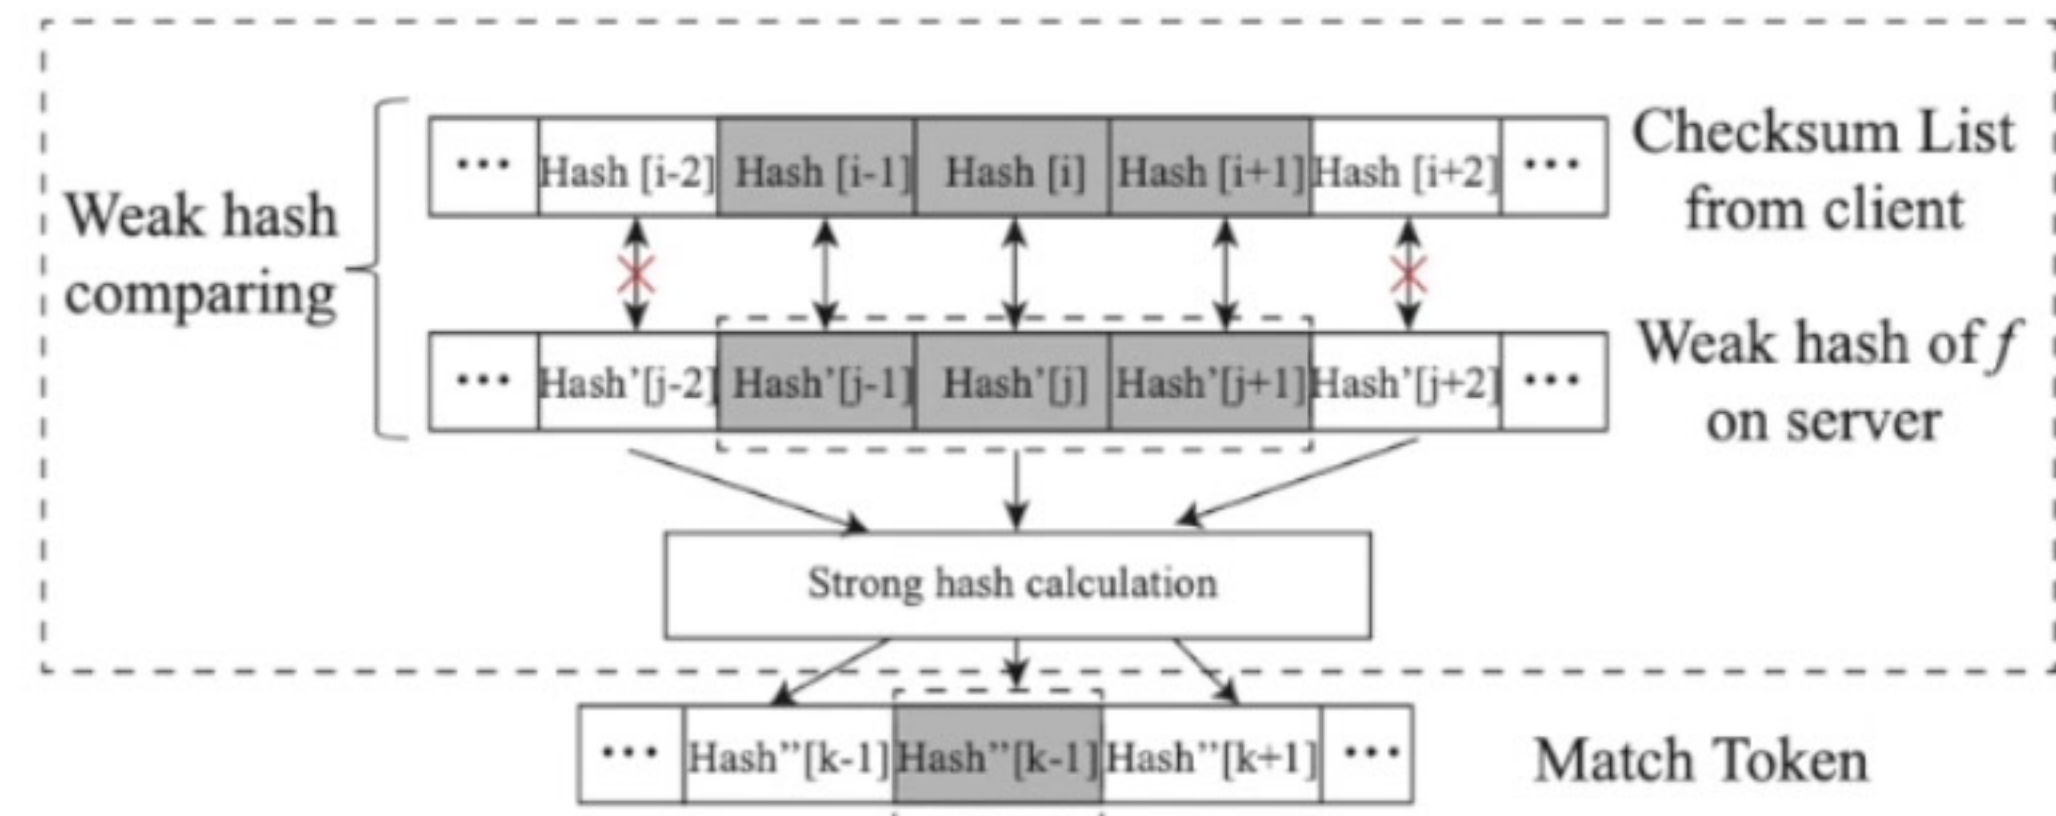 Weak hash
comparing
··· Hash [i-2] Hash [i-1] Hash [i] Hash [i+1] Hash [i+2] ···
Checksum List
from client
··· Hash’[j-2] Hash’[j-1] Hash’[j] Hash’[j+1] Hash’[j+2] ···
Weak hash of f
on server
Strong hash calculation
··· Hash’’[k-1] Hash’’[k-1] Hash’’[k+1] ···
Match Token